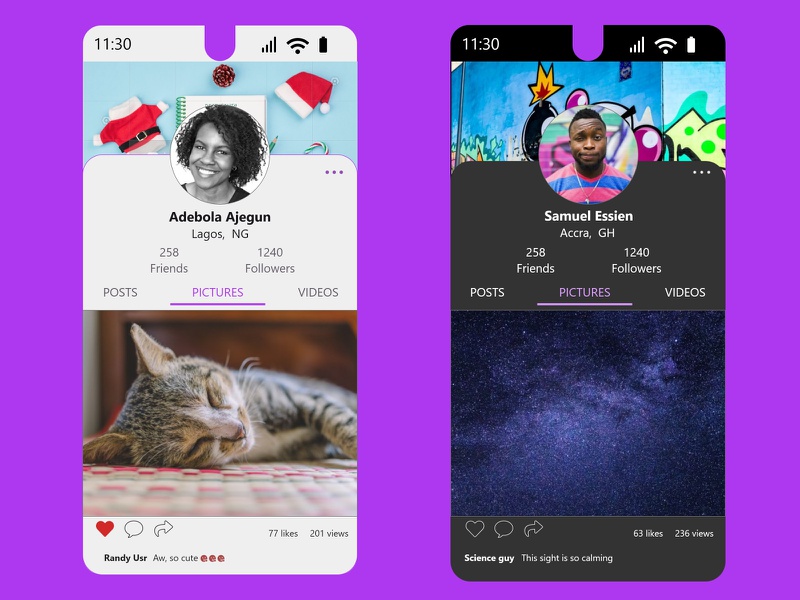 11:30
Adebola Ajegun
Lagos, NG
258 1240
Friends Followers
POSTS PICTURES VIDEOS
77 likes 201 views
Randy Usr Aw, so cute
11:30
Samuel Essien
Accra, GH
258 1240
Friends Followers
POSTS PICTURES VIDEOS
63 likes 236 views
Science guy This sight is so calming